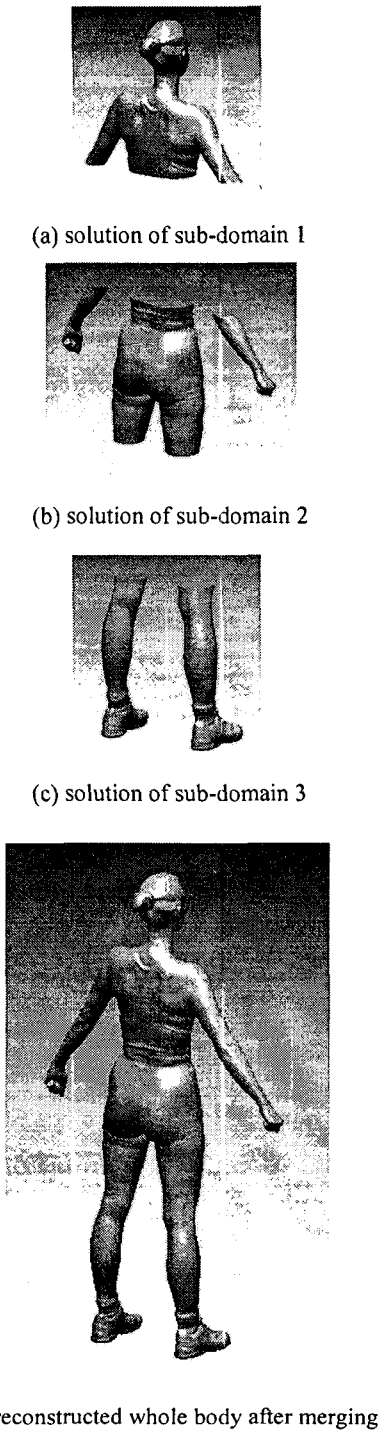 (a) solution of sub-domain 1
(b) solution of sub-domain 2
(c) solution of sub-domain 3
reconstructed whole body after merging